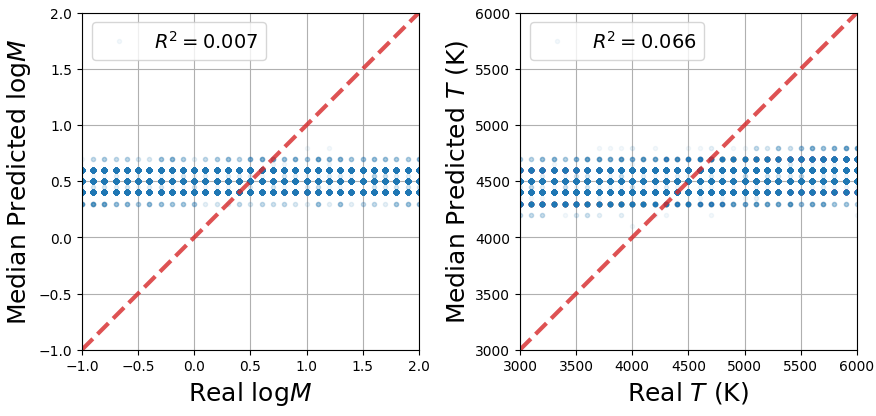 R² = 0.007
2.0
1.5
1.0
0.5
0.0
−0.5
−1.0
−1.0 −0.5 0.0 0.5 1.0 1.5 2.0
Real logM
Median Predicted logM
R² = 0.066
6000
5500
5000
4500
4000
3500
3000
3000 3500 4000 4500 5000 5500 6000
Real T (K)
Median Predicted T (K)